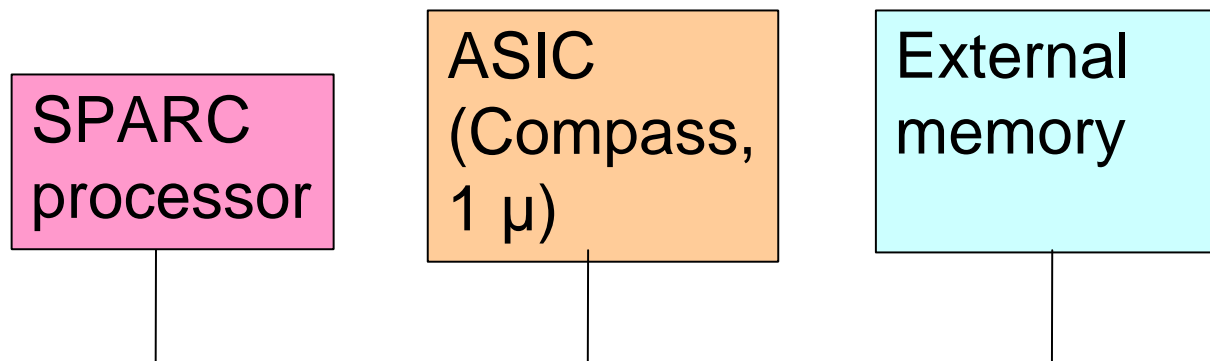 SPARC
processor
ASIC
(Compass,
1 µ)
External
memory